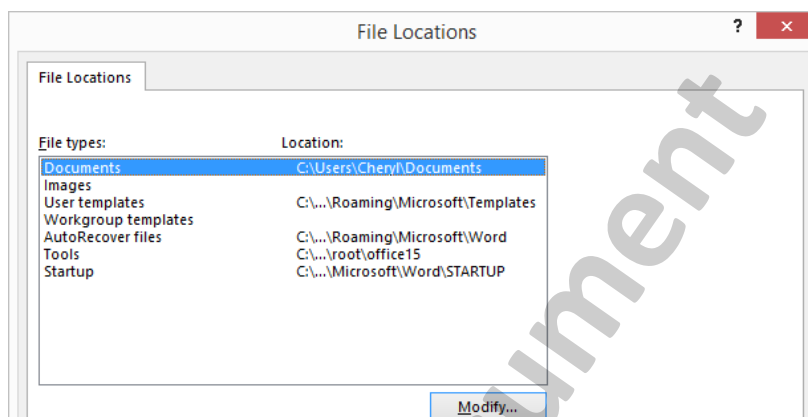 File Locations
? ×
File Locations
File types: Location:
Documents C:\Users\Cheryl\Documents
Images
User templates C:\...\Roaming\Microsoft\Templates
Workgroup templates
AutoRecover files C:\...\Roaming\Microsoft\Word
Tools C:\...\root\office15
Startup C:\...\Microsoft\Word\STARTUP
Modify...
ument